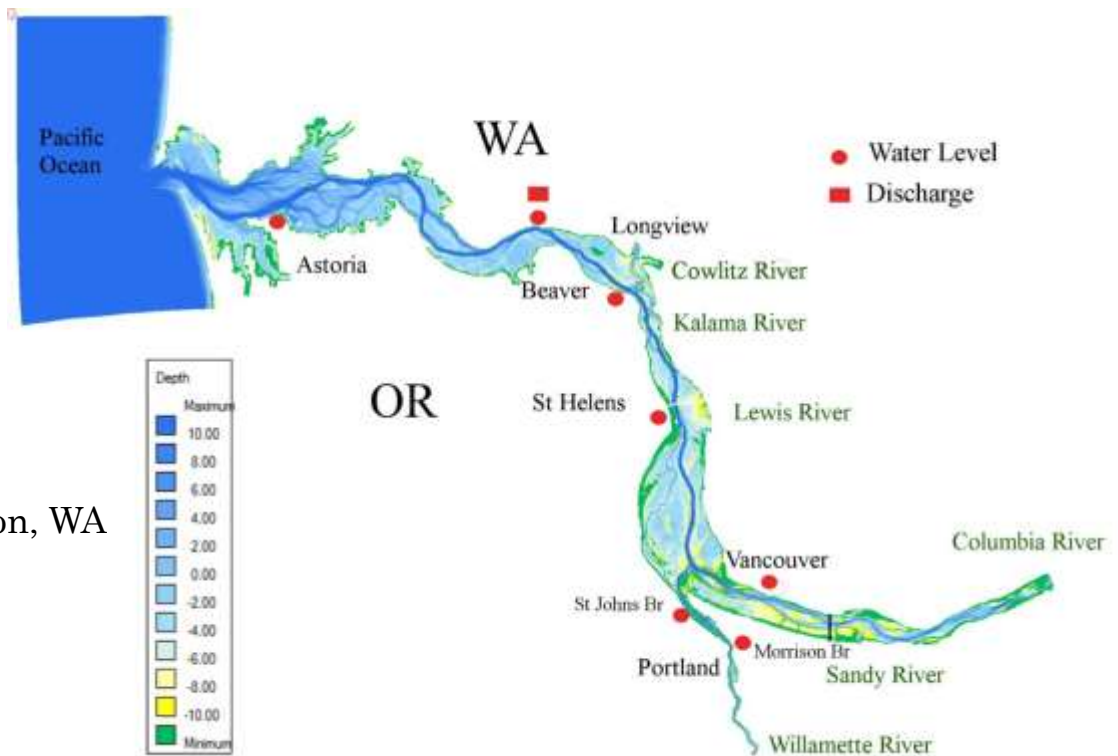 Pacific
Ocean
WA
Water Level
Discharge
Longview
Astoria
Cowlitz River
Beaver
Kalama River
Depth
Maximum
10.00
8.00
6.00
4.00
2.00
0.00
-2.00
-4.00
-6.00
-8.00
-10.00
Minimum
OR
St Helens
Lewis River
on, WA
Vancouver
Columbia River
St Johns Br
Morrison Br
Portland
Sandy River
Willamette River